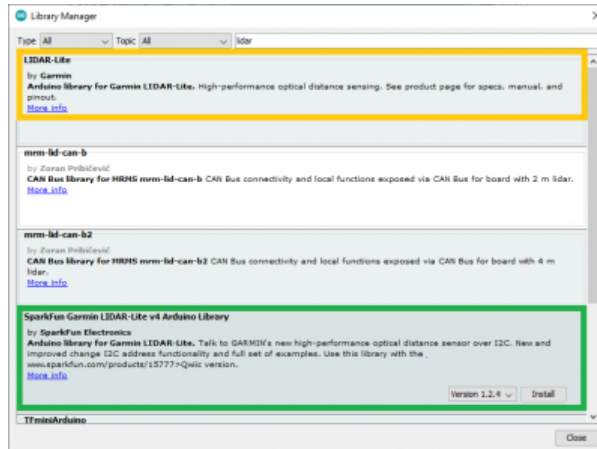 Library Manager
Type All Topic All lidar
LIDAR-Lite
by Garmin
Arduino library for Garmin LIDAR-Lite. High-performance optical distance sensing. See product page for specs, manual, and
pinout.
More info
mrm-lid-can-b
by Zoran Pribičević
CAN Bus library for MRMS mrm-lid-can-b CAN Bus connectivity and local functions exposed via CAN Bus for board with 2 m lidar.
More info
mrm-lid-can-b2
by Zoran Pribičević
CAN Bus library for MRMS mrm-lid-can-b2 CAN Bus connectivity and local functions exposed via CAN Bus for board with 4 m
lidar.
More info
SparkFun Garmin LIDAR-Lite v4 Arduino Library
by SparkFun Electronics
Arduino library for Garmin LIDAR-Lite. Talk to GARMIN's new high-performance optical distance sensor over I2C. New and
improved change I2C address functionality and full set of examples. Use this library with the
www.sparkfun.com/products/15777>Qwiic version.
More info
Version 1.2.4 Install
TFminiArduino
Close